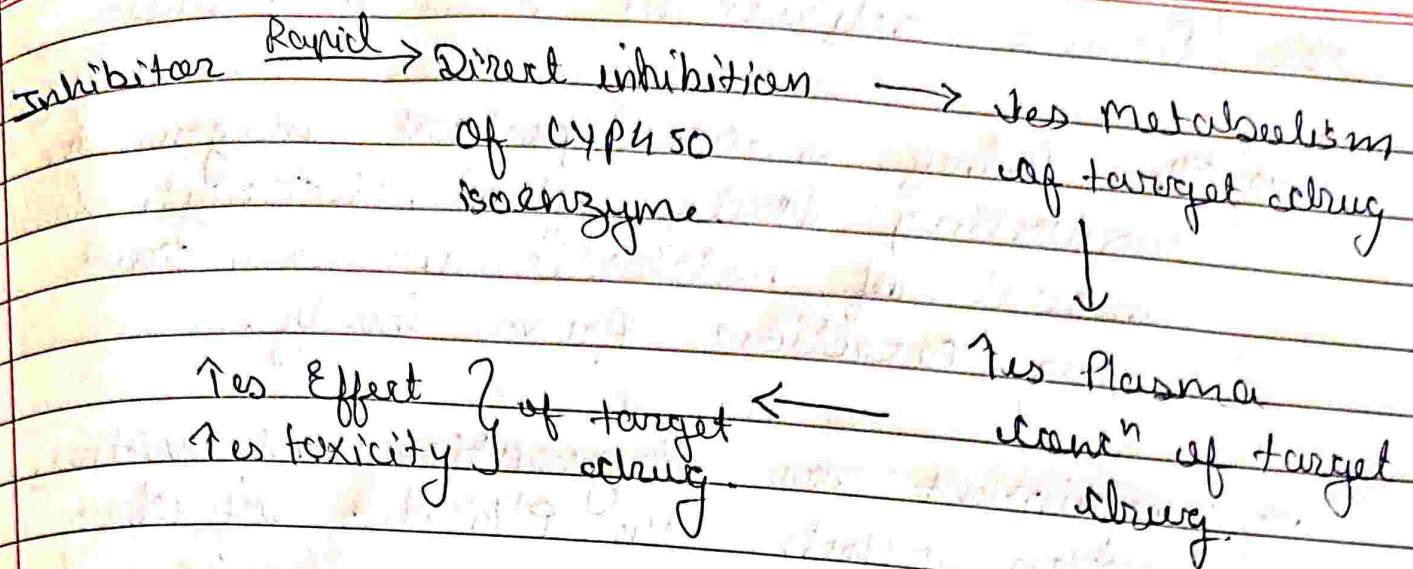 Inhibitor Rapid → Direct inhibition → ↓es Metabolism
of CYP450 of target drug
isoenzyme. ↓
↑es Plasma
concⁿ of target
drug.
←
↑es Effect } of target
↑es toxicity } drug.